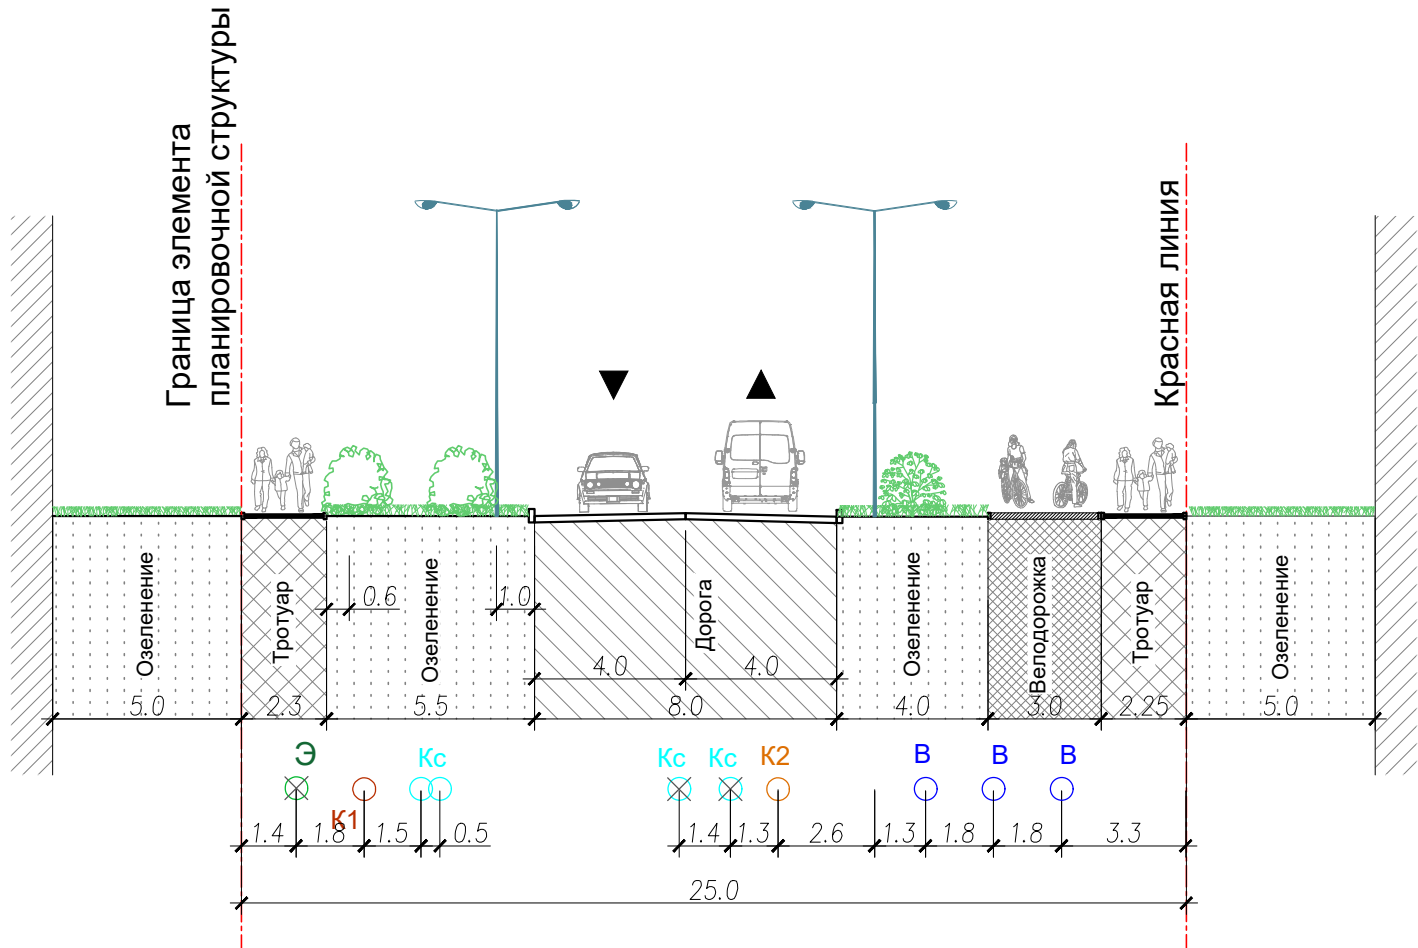 Граница элемента
планировочной структуры
Красная линия
Озеленение
Тротуар
Озеленение
Дорога
Озеленение
Велодорожка
Тротуар
Озеленение
0.6
1.0
4.0
4.0
5.0
2.3
5.5
8.0
4.0
3.0
2.25
5.0
Э
К1
Кс
Кс
Кс
К2
В
В
В
1.4
1.8
1.5
0.5
1.4
1.3
2.6
1.3
1.8
1.8
3.3
25.0